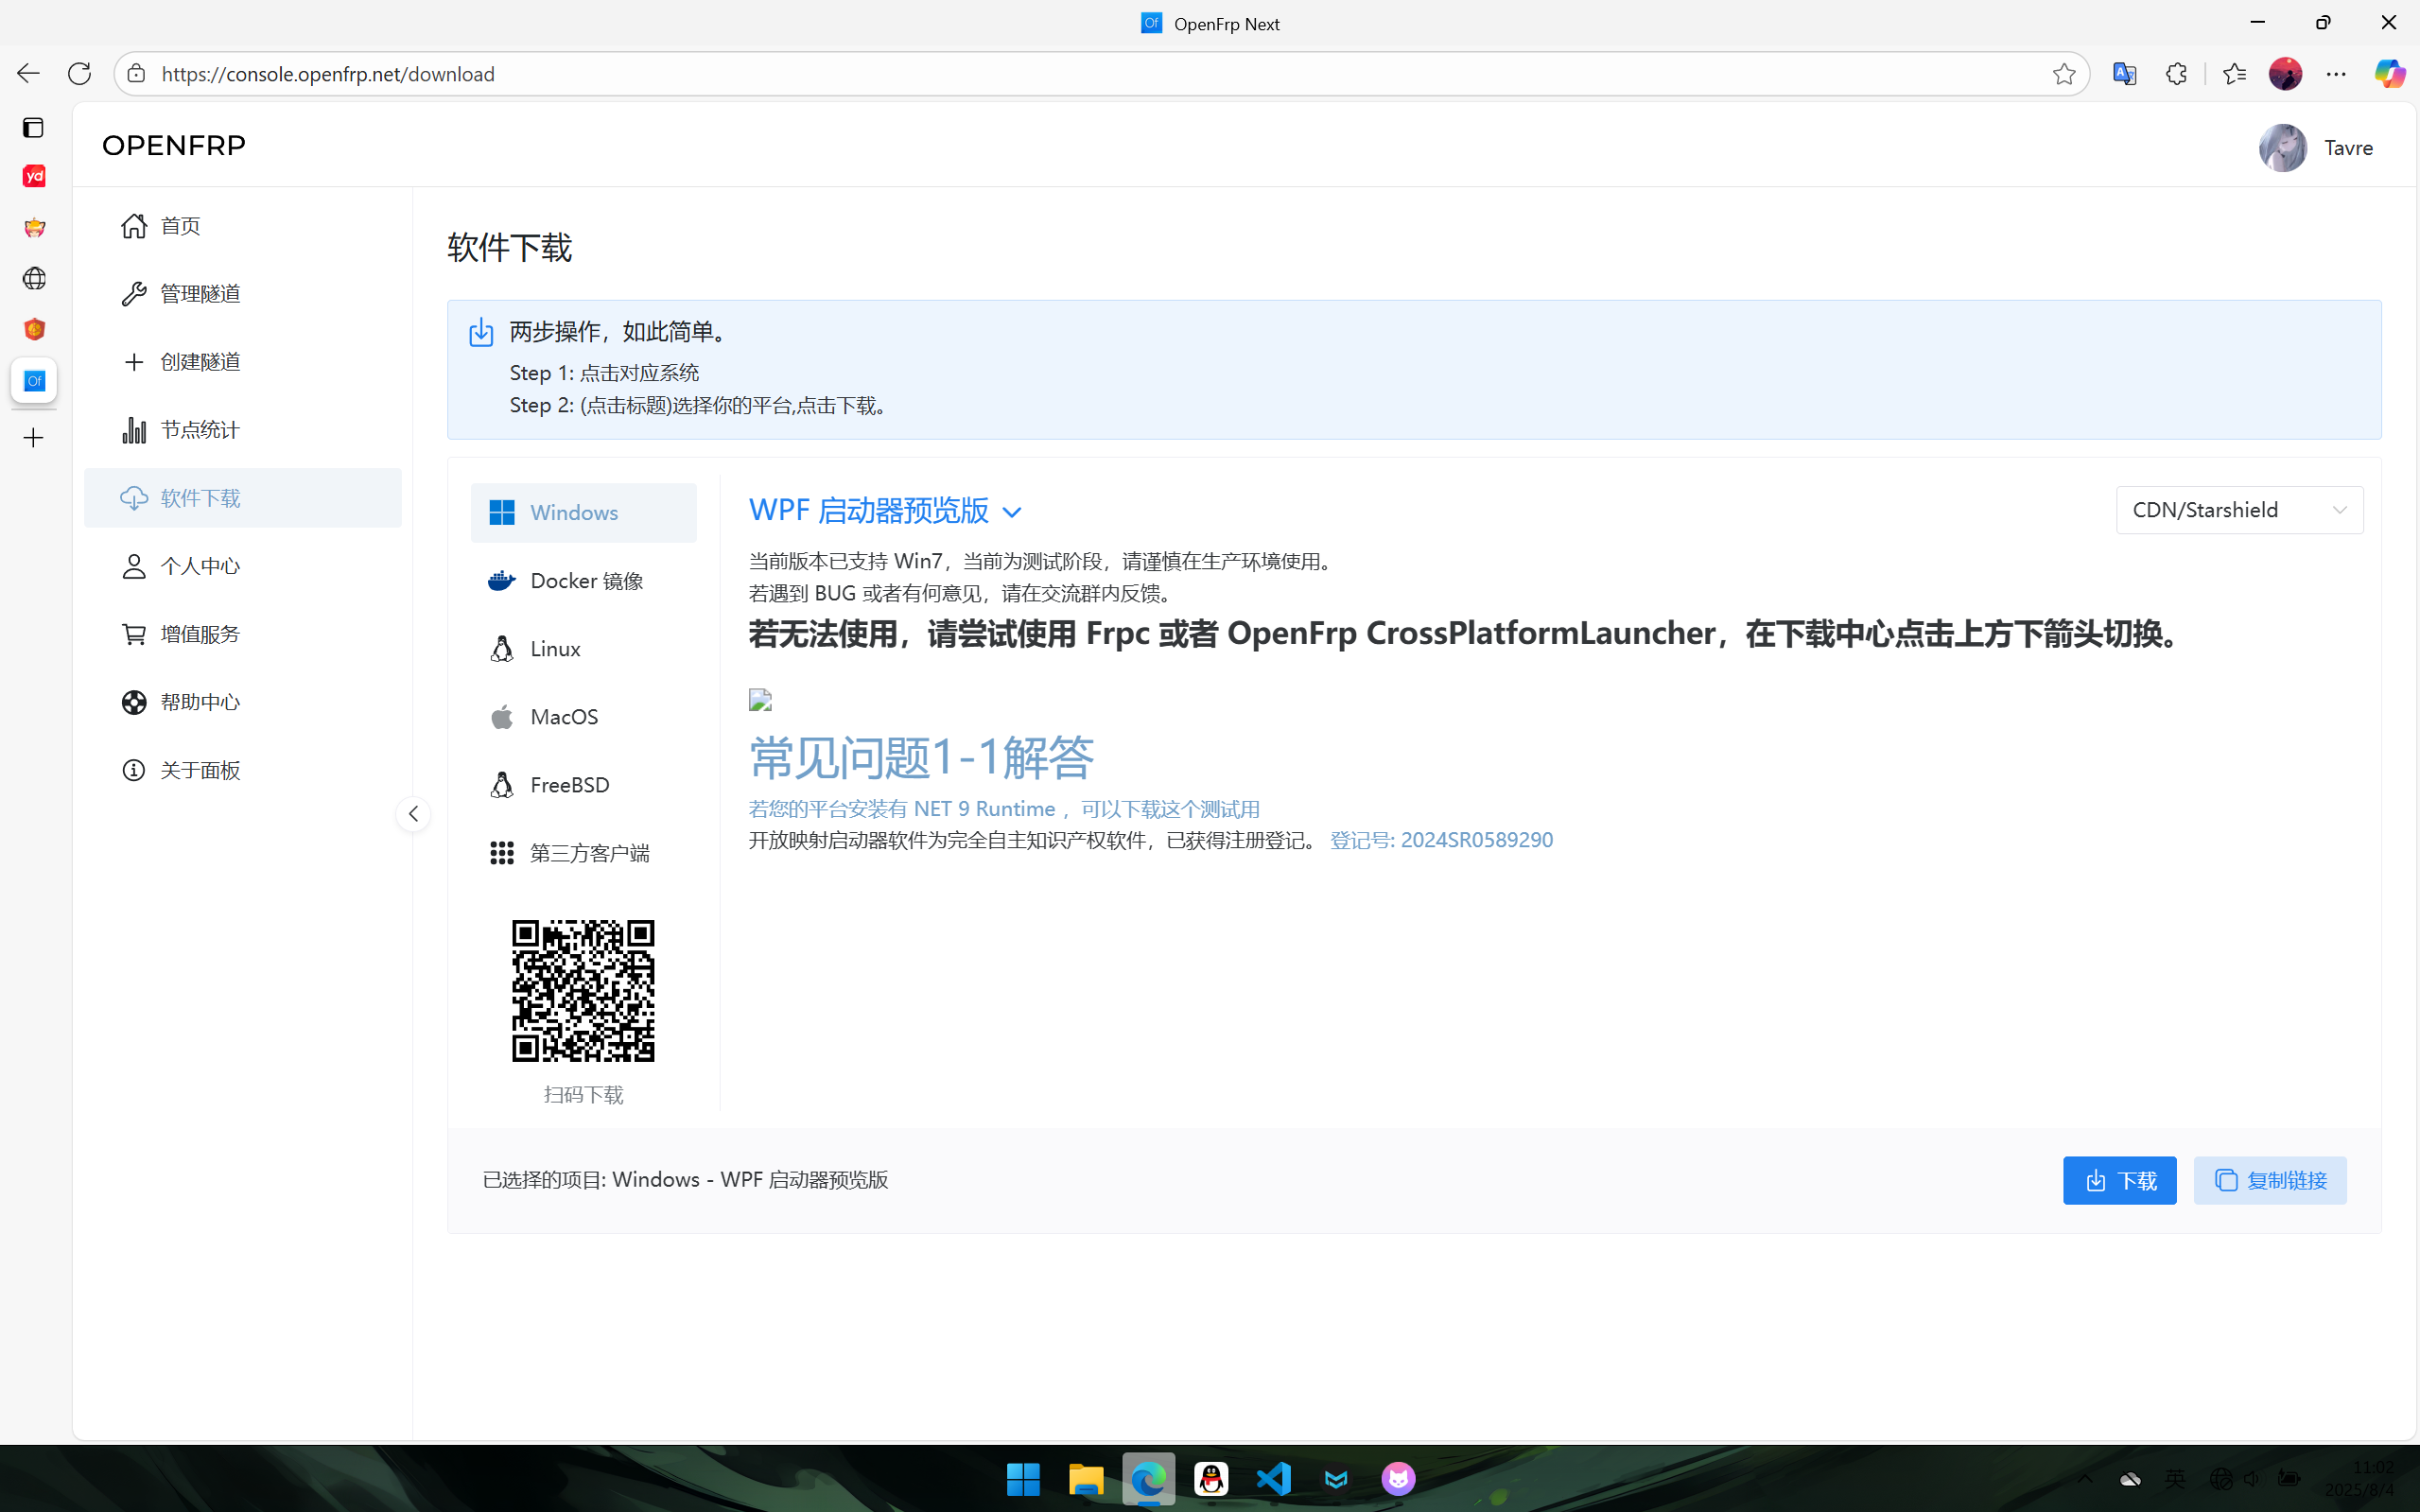 OpenFrp Next
https://console.openfrp.net/download
OPENFRP
Tavre
yd
Of
首页
管理隧道
创建隧道
节点统计
软件下载
个人中心
增值服务
帮助中心
关于面板
软件下载
两步操作，如此简单。
Step 1: 点击对应系统
Step 2: (点击标题)选择你的平台,点击下载。
Windows
Docker 镜像
Linux
MacOS
FreeBSD
第三方客户端
扫码下载
WPF 启动器预览版
CDN/Starshield
当前版本已支持 Win7，当前为测试阶段，请谨慎在生产环境使用。
若遇到 BUG 或者有何意见，请在交流群内反馈。
若无法使用，请尝试使用 Frpc 或者 OpenFrp CrossPlatformLauncher，在下载中心点击上方下箭头切换。
常见问题1-1解答
若您的平台安装有 NET 9 Runtime ，可以下载这个测试用
开放映射启动器软件为完全自主知识产权软件，已获得注册登记。 登记号: 2024SR0589290
已选择的项目: Windows - WPF 启动器预览版
下载
复制链接
英
11:02
2025/8/4